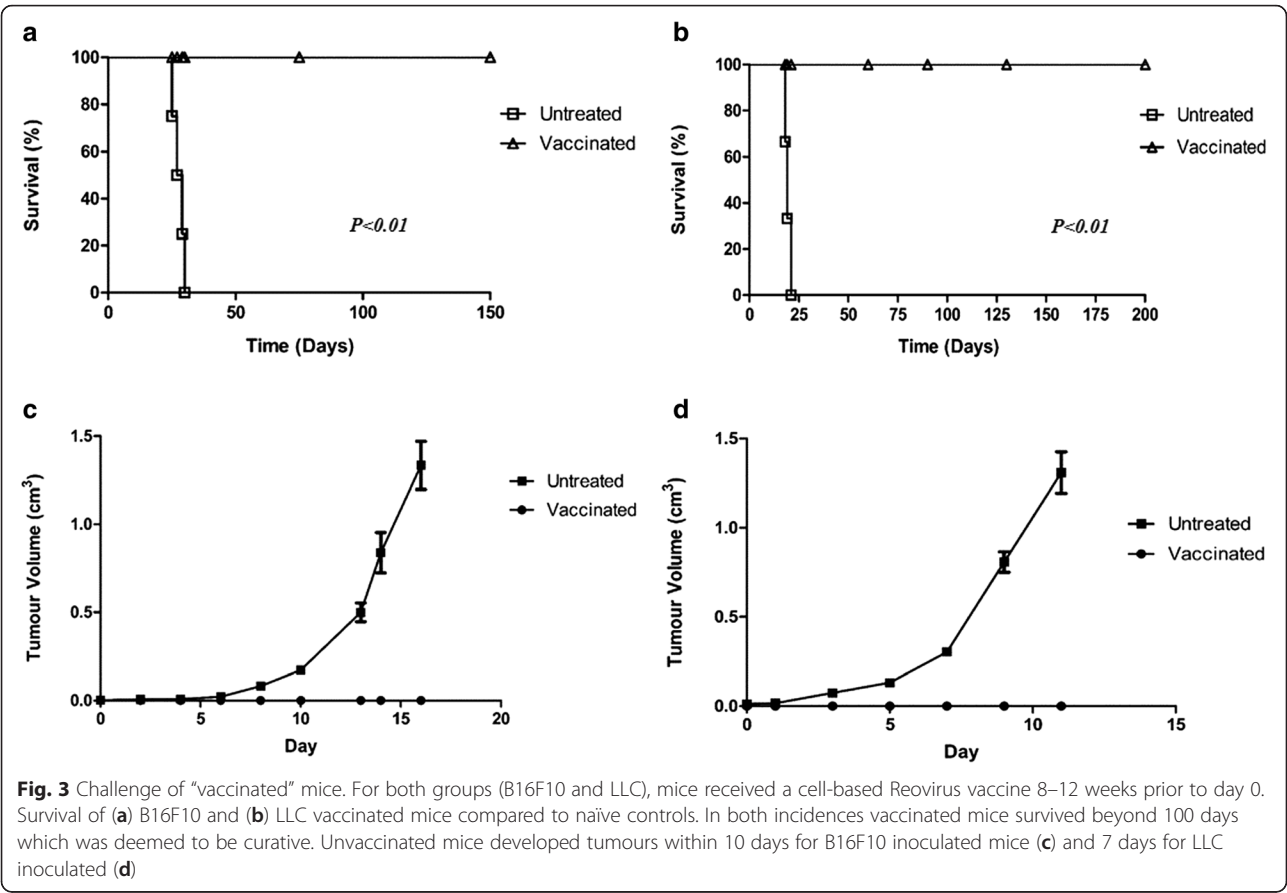 a
100
80
60
40
20
0
Survival (%)
0 50 100 150
Time (Days)
P<0.01
Untreated
Vaccinated
b
100
80
60
40
20
0
Survival (%)
0 25 50 75 100 125 150 175 200
Time (Days)
P<0.01
Untreated
Vaccinated
c
1.5
1.0
0.5
0.0
Tumour Volume (cm³)
0 5 10 15 20
Day
Untreated
Vaccinated
d
1.5
1.0
0.5
0.0
Tumour Volume (cm³)
0 5 10 15
Day
Untreated
Vaccinated
Fig. 3 Challenge of “vaccinated” mice. For both groups (B16F10 and LLC), mice received a cell-based Reovirus vaccine 8–12 weeks prior to day 0.
Survival of (a) B16F10 and (b) LLC vaccinated mice compared to naïve controls. In both incidences vaccinated mice survived beyond 100 days
which was deemed to be curative. Unvaccinated mice developed tumours within 10 days for B16F10 inoculated mice (c) and 7 days for LLC
inoculated (d)